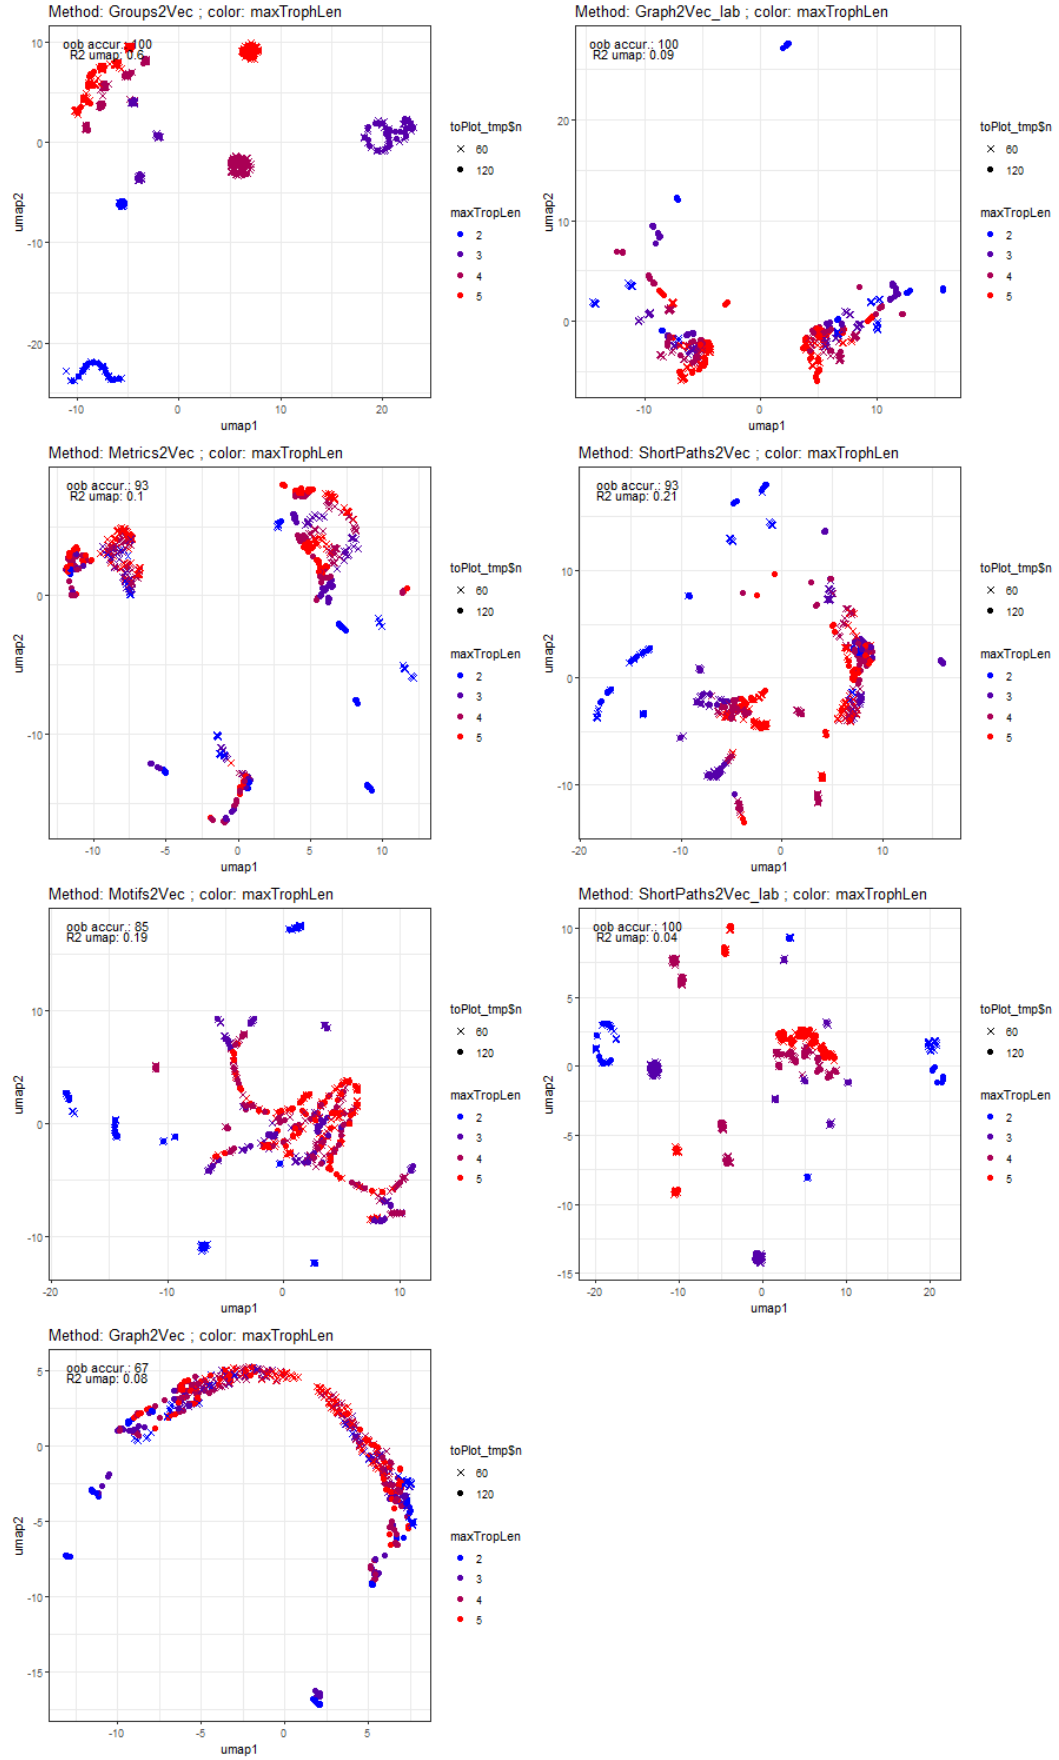 Method: Groups2Vec ; color: maxTrophLen
oob accur.: 100
R2 umap: 0.6
10
0
-10
-20
-10
0
10
20
umap1
umap2
toPlot_tmp$n
60
120
maxTropLen
2
3
4
5
Method: Graph2Vec_lab ; color: maxTrophLen
oob accur.: 100
R2 umap: 0.09
20
10
0
-10
0
10
umap1
umap2
toPlot_tmp$n
60
120
maxTropLen
2
3
4
5
Method: Metrics2Vec ; color: maxTrophLen
oob accur.: 93
R2 umap: 0.1
0
-10
-10
-5
0
5
10
umap1
umap2
toPlot_tmp$n
60
120
maxTropLen
2
3
4
5
Method: ShortPaths2Vec ; color: maxTrophLen
oob accur.: 93
R2 umap: 0.21
10
0
-10
-20
-10
0
10
umap1
umap2
toPlot_tmp$n
60
120
maxTropLen
2
3
4
5
Method: Motifs2Vec ; color: maxTrophLen
oob accur.: 85
R2 umap: 0.19
10
0
-10
-20
-10
0
10
umap1
umap2
toPlot_tmp$n
60
120
maxTropLen
2
3
4
5
Method: ShortPaths2Vec_lab ; color: maxTrophLen
oob accur.: 100
R2 umap: 0.04
10
5
0
-5
-10
-15
-20
-10
0
10
20
umap1
umap2
toPlot_tmp$n
60
120
maxTropLen
2
3
4
5
Method: Graph2Vec ; color: maxTrophLen
oob accur.: 67
R2 umap: 0.08
5
0
-5
-10
-15
-10
-5
0
5
umap1
umap2
toPlot_tmp$n
60
120
maxTropLen
2
3
4
5